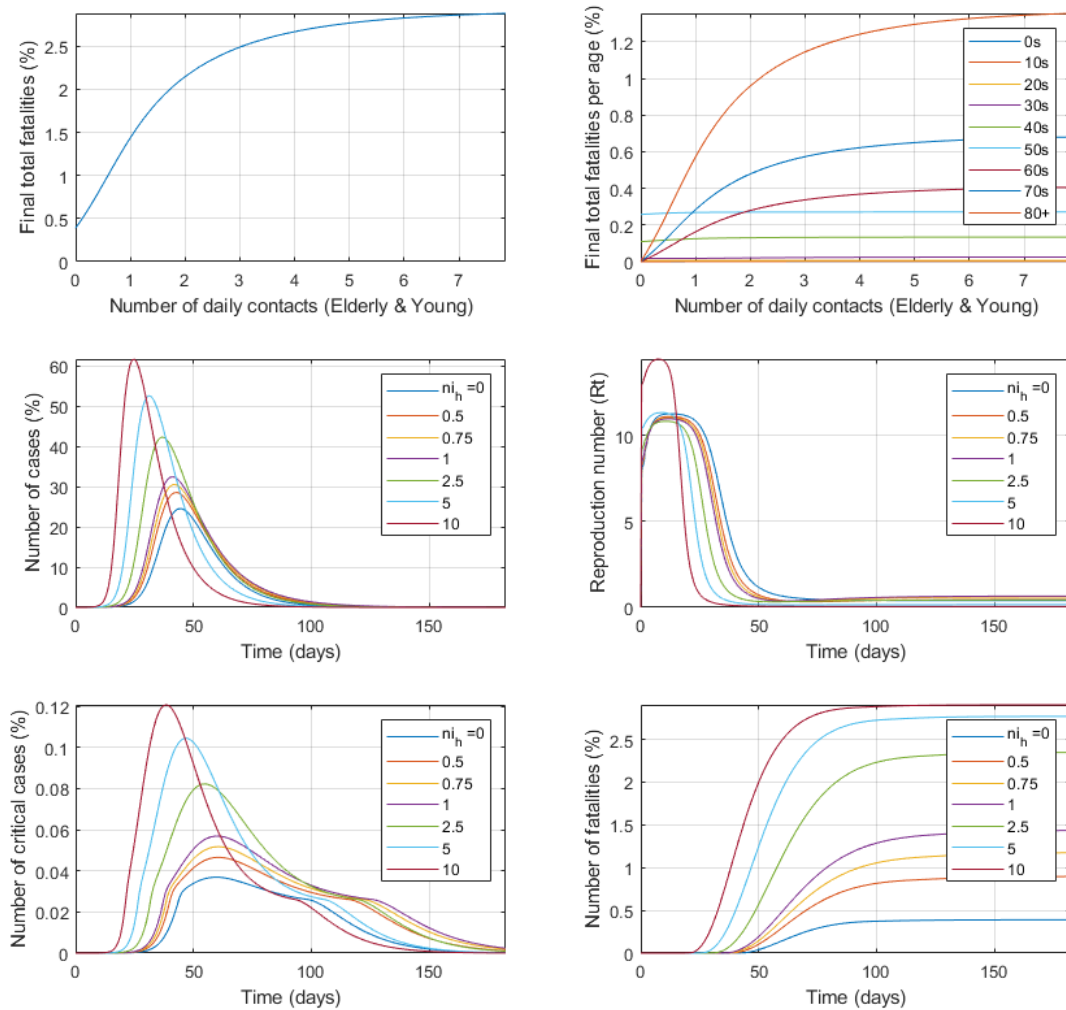 Final total fatalities (%)
2.5
2
1.5
1
0.5
0
0 1 2 3 4 5 6 7
Number of daily contacts (Elderly & Young)
Final total fatalities per age (%)
1.2
1
0.8
0.6
0.4
0.2
0
0 1 2 3 4 5 6 7
Number of daily contacts (Elderly & Young)
0s
10s
20s
30s
40s
50s
60s
70s
80+
Number of cases (%)
60
50
40
30
20
10
0
0 50 100 150
Time (days)
ni_h =0
0.5
0.75
1
2.5
5
10
Reproduction number (Rt)
10
5
0
0 50 100 150
Time (days)
ni_h =0
0.5
0.75
1
2.5
5
10
Number of critical cases (%)
0.12
0.1
0.08
0.06
0.04
0.02
0
0 50 100 150
Time (days)
ni_h =0
0.5
0.75
1
2.5
5
10
Number of fatalities (%)
2.5
2
1.5
1
0.5
0
0 50 100 150
Time (days)
ni_h =0
0.5
0.75
1
2.5
5
10